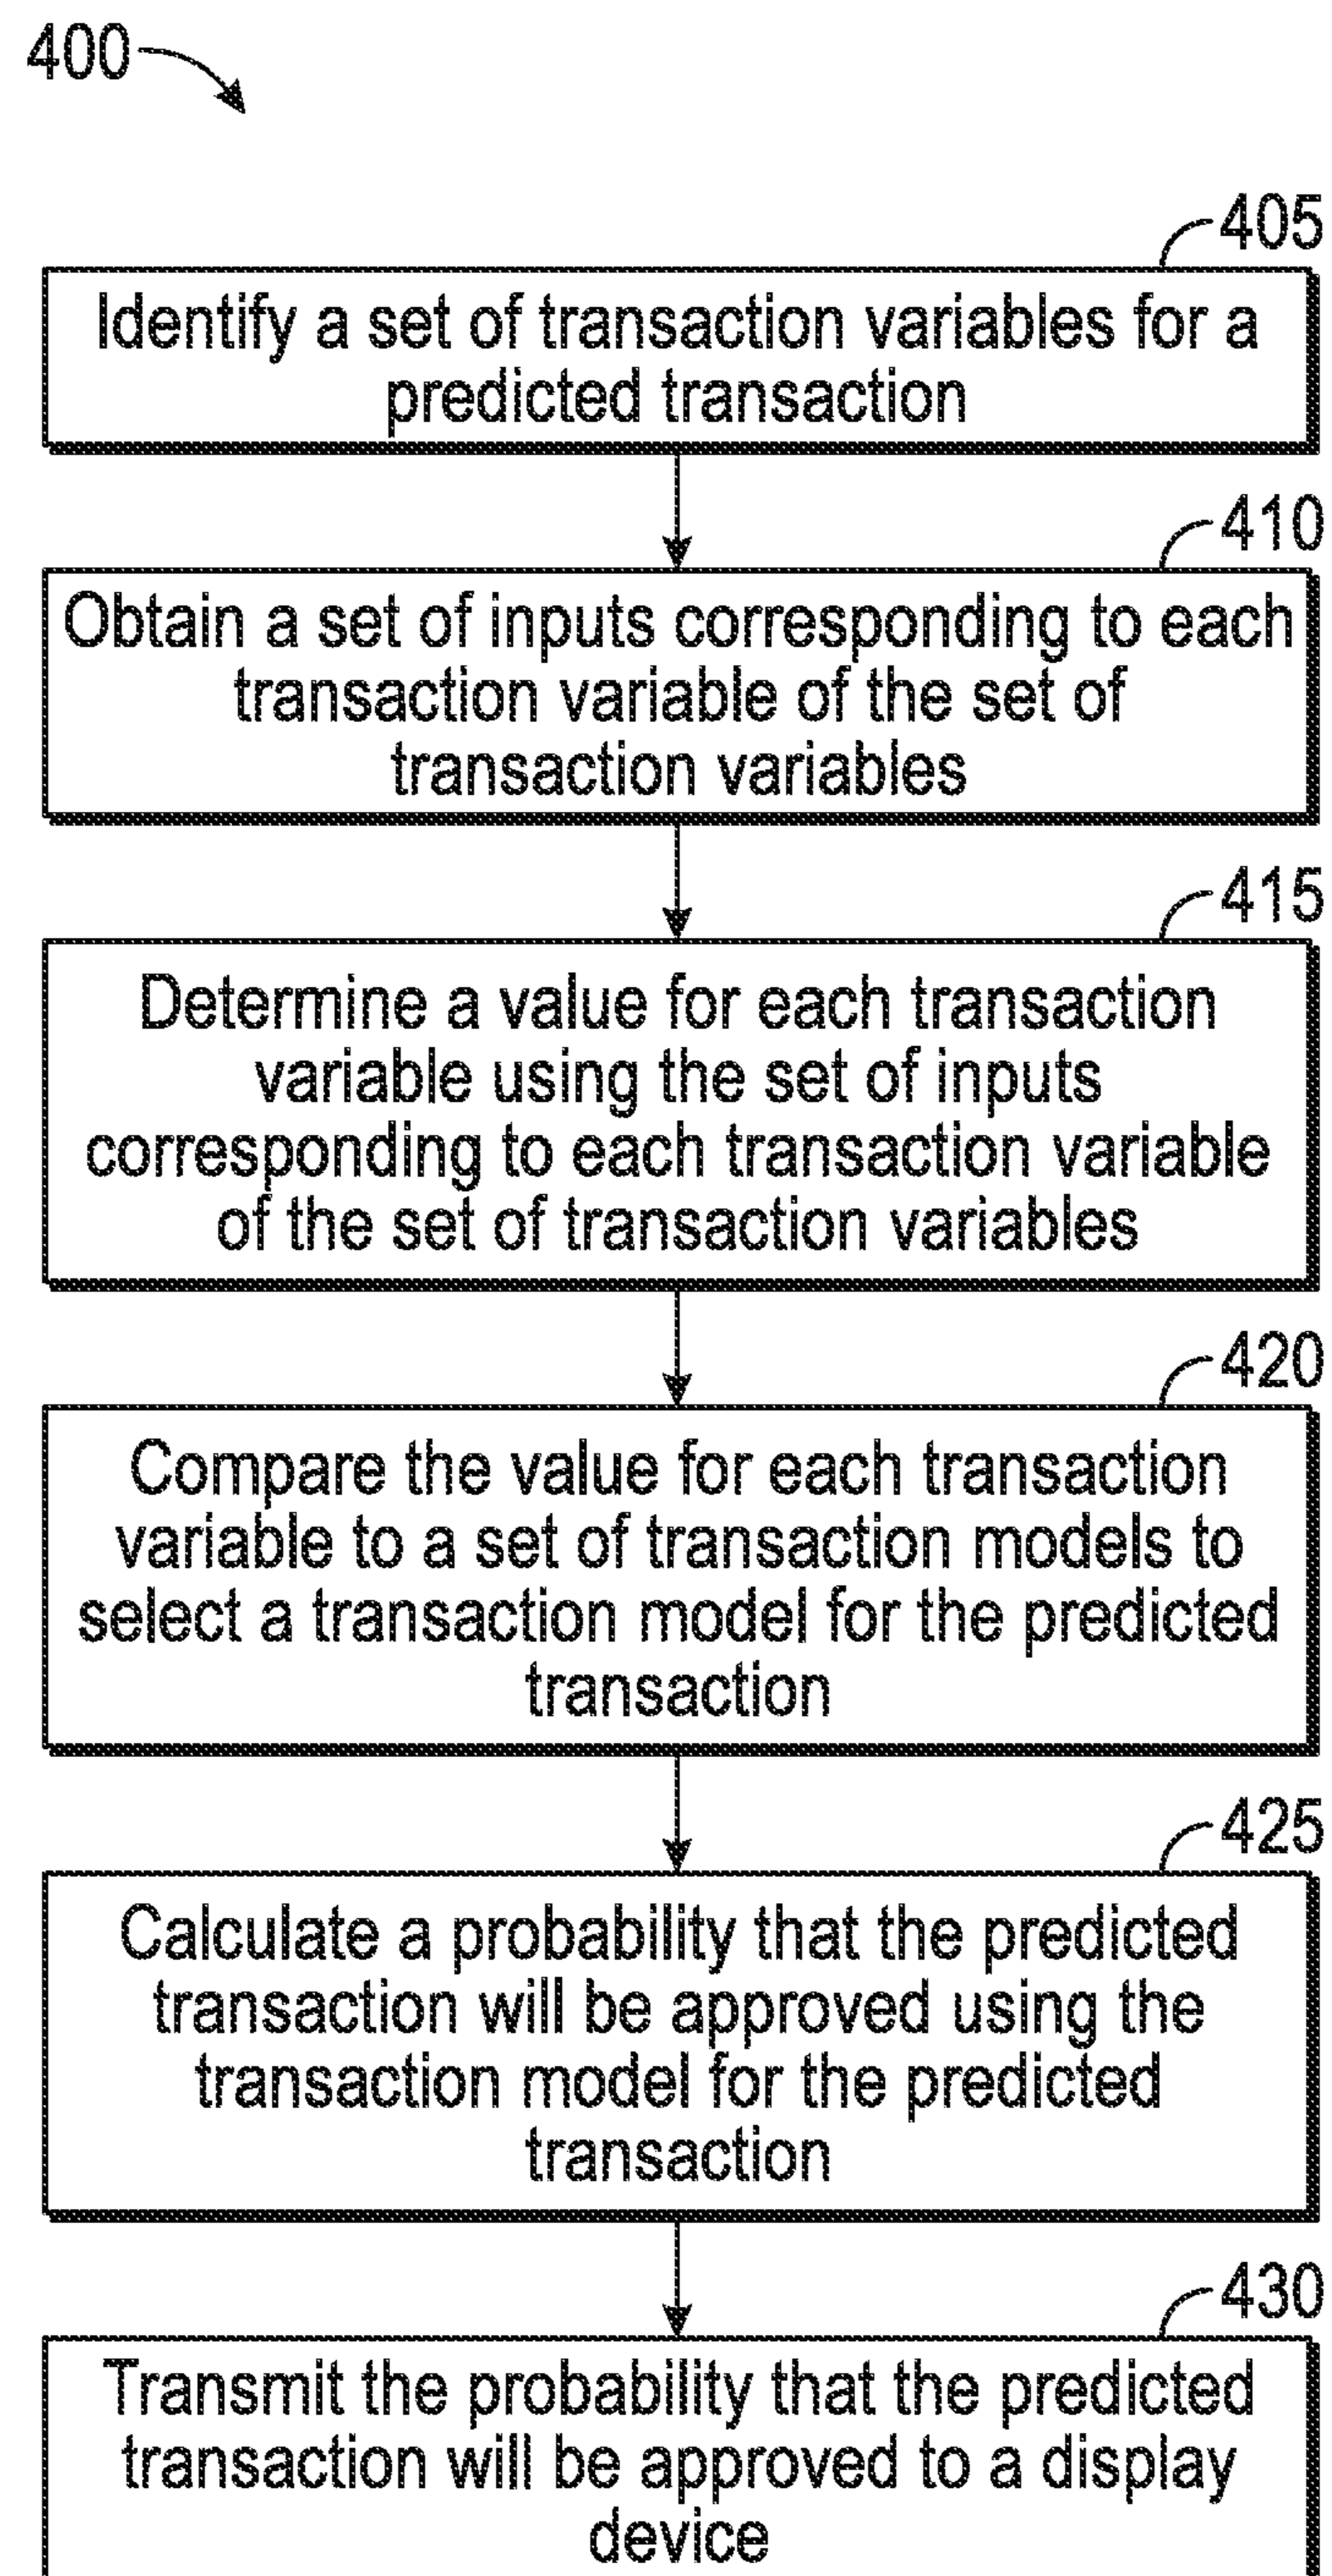 400
405
Identify a set of transaction variables for a
predicted transaction
410
Obtain a set of inputs corresponding to each
transaction variable of the set of
transaction variables
415
Determine a value for each transaction
variable using the set of inputs
corresponding to each transaction variable
of the set of transaction variables
420
Compare the value for each transaction
variable to a set of transaction models to
select a transaction model for the predicted
transaction
425
Calculate a probability that the predicted
transaction will be approved using the
transaction model for the predicted
transaction
430
Transmit the probability that the predicted
transaction will be approved to a display
device